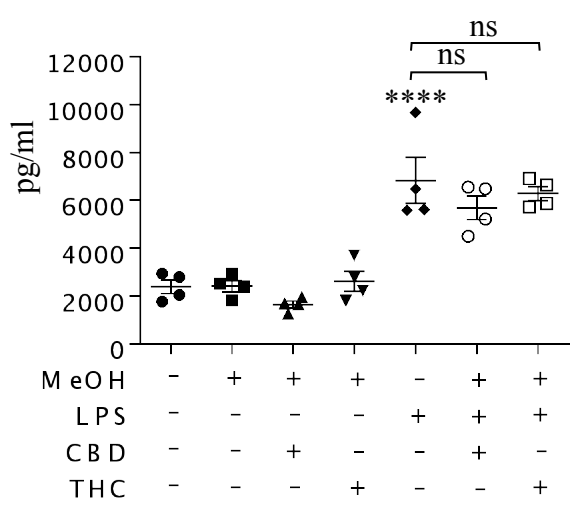 ns
ns
****
pg/ml
12000
10000
8000
6000
4000
2000
0
MeOH - + + + - + +
LPS - - - - + + +
CBD - - + - - + -
THC - - - + - - +